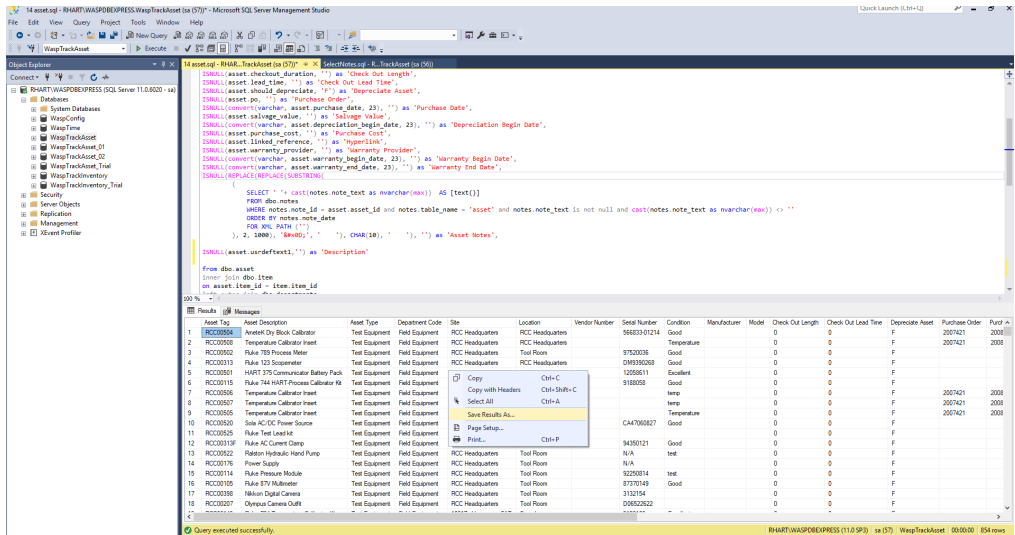 14 asset.sql - RHART\WASPDBEXPRESS.WaspTrackAsset (sa (57))* - Microsoft SQL Server Management Studio
Quick Launch (Ctrl+Q)
File Edit View Query Project Tools Window Help
New Query
WaspTrackAsset Execute
Object Explorer
14 asset.sql - RHAR...TrackAsset (sa (57))* SelectNotes.sql - R...TrackAsset (sa (56))
Connect
RHART\WASPDBEXPRESS (SQL Server 11.0.6020 - sa)
Databases
System Databases
WaspConfig
WaspTime
WaspTrackAsset
WaspTrackAsset_01
WaspTrackAsset_02
WaspTrackAsset_Trial
WaspTrackInventory
WaspTrackInventory_Trial
Security
Server Objects
Replication
Management
XEvent Profiler
ISNULL(asset.checkout_duration, '') as 'Check Out Length',
ISNULL(asset.lead_time, '') as 'Check Out Lead Time',
ISNULL(asset.should_depreciate, 'F') as 'Depreciate Asset',
ISNULL(asset.po, '') as 'Purchase Order',
ISNULL(convert(varchar, asset.purchase_date, 23), '') as 'Purchase Date',
ISNULL(asset.salvage_value, '') as 'Salvage Value',
ISNULL(convert(varchar, asset.depreciation_begin_date, 23), '') as 'Depreciation Begin Date',
ISNULL(asset.purchase_cost, '') as 'Purchase Cost',
ISNULL(asset.linked_reference, '') as 'Hyperlink',
ISNULL(asset.warranty_provider, '') as 'Warranty Provider',
ISNULL(convert(varchar, asset.warranty_begin_date, 23), '') as 'Warranty Begin Date',
ISNULL(convert(varchar, asset.warranty_end_date, 23), '') as 'Warranty End Date',
ISNULL(REPLACE(REPLACE(SUBSTRING(
(
SELECT ' '+ cast(notes.note_text as nvarchar(max)) AS [text()]
FROM dbo.notes
WHERE notes.note_id = asset.asset_id and notes.table_name = 'asset' and notes.note_text is not null and cast(notes.note_text as nvarchar(max)) <> ''
ORDER BY notes.note_date
FOR XML PATH ('')
), 2, 1000), '&#x0D;', ' '), CHAR(10), ' '), '') as 'Asset Notes',
ISNULL(asset.usrdeftext1,'') as 'Description'
from dbo.asset
inner join dbo.item
on asset.item_id = item.item_id
100 %
Results Messages
Asset Tag Asset Description Asset Type Department Code Site Location Vendor Number Serial Number Condition Manufacturer Model Check Out Length Check Out Lead Time Depreciate Asset Purchase Order Purch
1 RCC00504 AmeteK Dry Block Calibrator Test Equipment Field Equipment RCC Headquarters RCC Headquarters 566833-01214 Good 0 0 F 2007421 2008
2 RCC00508 Temperature Calibrator Insert Test Equipment Field Equipment RCC Headquarters RCC Headquarters Temperature 0 0 F 2007421 2008
3 RCC00502 Fluke 789 Process Meter Test Equipment Field Equipment RCC Headquarters Tool Room 97520036 Good 0 0 F
4 RCC00313 Fluke 123 Scopemeter Test Equipment Field Equipment RCC Headquarters RCC Headquarters DM9390268 Good 0 0 F
5 RCC00501 HART 375 Communicator Battery Pack Test Equipment Field Equipment 12058611 Excellent 0 0 F
6 RCC00115 Fluke 744 HART-Process Calibrator Kit Test Equipment Field Equipment 9188058 Good 0 0 F
7 RCC00506 Temperature Calibrator Insert Test Equipment Field Equipment temp 0 0 F 2007421 2008
8 RCC00507 Temperature Calibrator Insert Test Equipment Field Equipment temp 0 0 F 2007421 2008
9 RCC00505 Temperature Calibrator Insert Test Equipment Field Equipment Temperature 0 0 F 2007421 2008
10 RCC00520 Sola AC/DC Power Source Test Equipment Field Equipment CA47060827 Good 0 0 F
11 RCC00525 Fluke Test Lead kit Test Equipment Field Equipment 0 0 F
12 RCC00313F Fluke AC Current Clamp Test Equipment Field Equipment 94350121 Good 0 0 F
13 RCC00522 Ralston Hydraulic Hand Pump Test Equipment Field Equipment RCC Headquarters Tool Room N/A test 0 0 F
14 RCC00176 Power Supply Test Equipment Field Equipment RCC Headquarters Tool Room N/A 0 0 F
15 RCC00114 Fluke Pressure Module Test Equipment Field Equipment RCC Headquarters Tool Room 92250814 test 0 0 F
16 RCC00105 Fluke 87V Multimeter Test Equipment Field Equipment RCC Headquarters Tool Room 87370149 Good 0 0 F
17 RCC00398 Nikkon Digital Camera Test Equipment Field Equipment RCC Headquarters Tool Room 3132154 0 0 F
18 RCC00207 Olympus Camera Outfit Test Equipment Field Equipment RCC Headquarters Tool Room D06522622 0 0 F
Copy Ctrl+C
Copy with Headers Ctrl+Shift+C
Select All Ctrl+A
Save Results As...
Page Setup...
Print... Ctrl+P
Query executed successfully. RHART\WASPDBEXPRESS (11.0 SP3) sa (57) WaspTrackAsset 00:00:00 854 rows